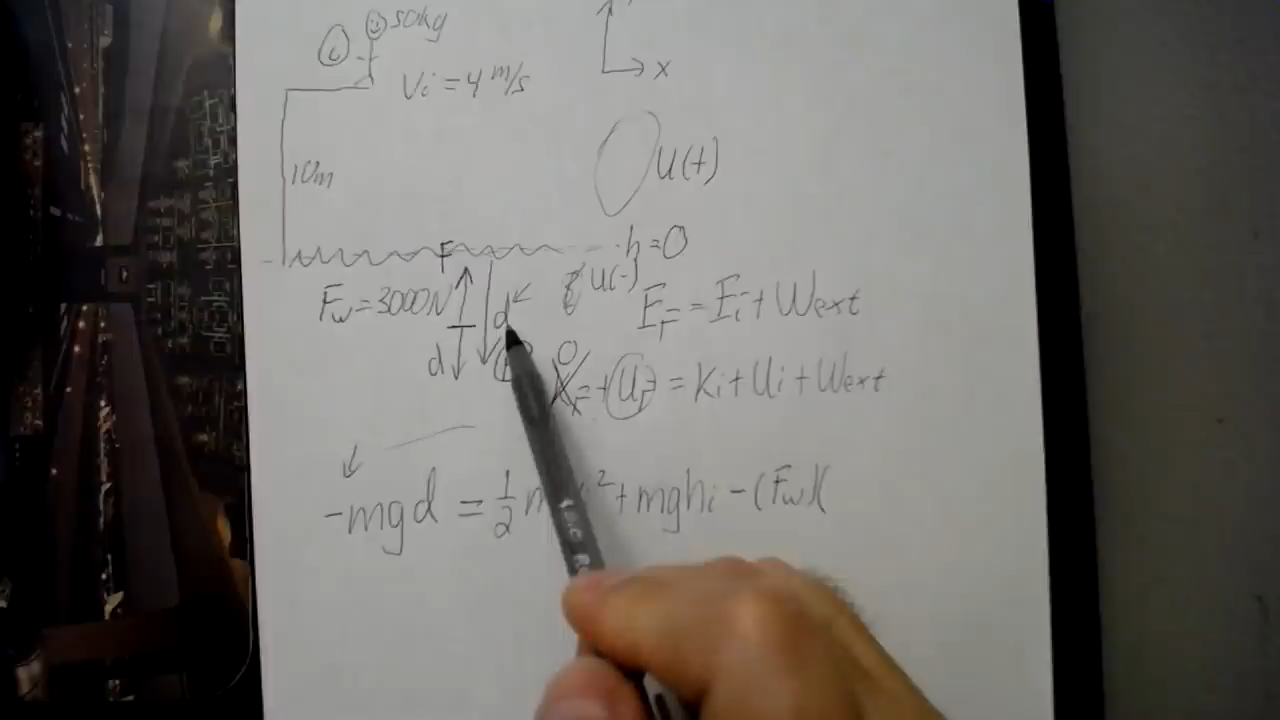 50kg
Vi = 4 m/s
x
10m
U(+)
h = 0
F
U(-)
Fw = 3000N
d
EF = Ei + Wext
d
0
KF + UF = Ki + Ui + Wext
-mgd = 1/2 m ² + mghi - (Fw)(